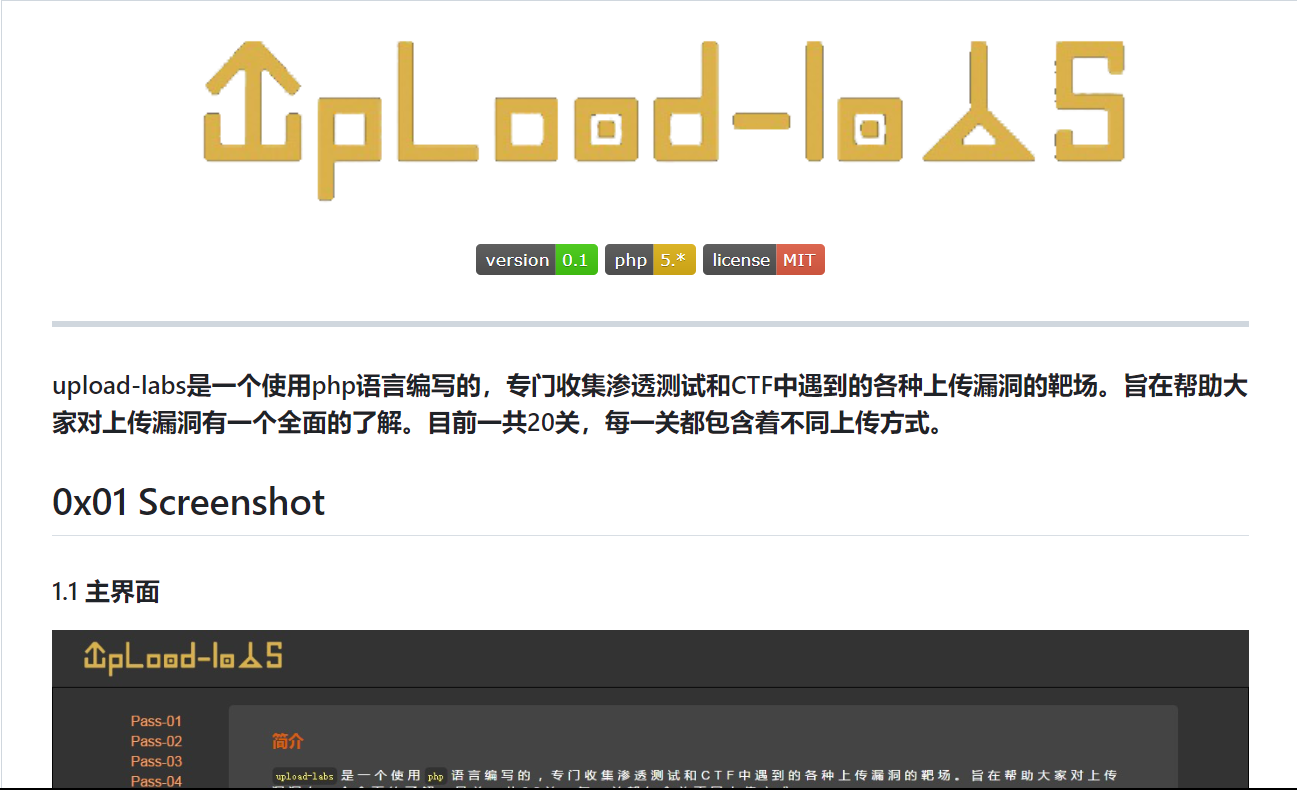 upLoad-labs
version 0.1 php 5.* license MIT
upload-labs是一个使用php语言编写的，专门收集渗透测试和CTF中遇到的各种上传漏洞的靶场。旨在帮助大
家对上传漏洞有一个全面的了解。目前一共20关，每一关都包含着不同上传方式。
0x01 Screenshot
1.1 主界面
upLoad-labs
Pass-01
Pass-02
Pass-03
Pass-04
简介
upload-labs是一个使用php语言编写的，专门收集渗透测试和CTF中遇到的各种上传漏洞的靶场。旨在帮助大家对上传